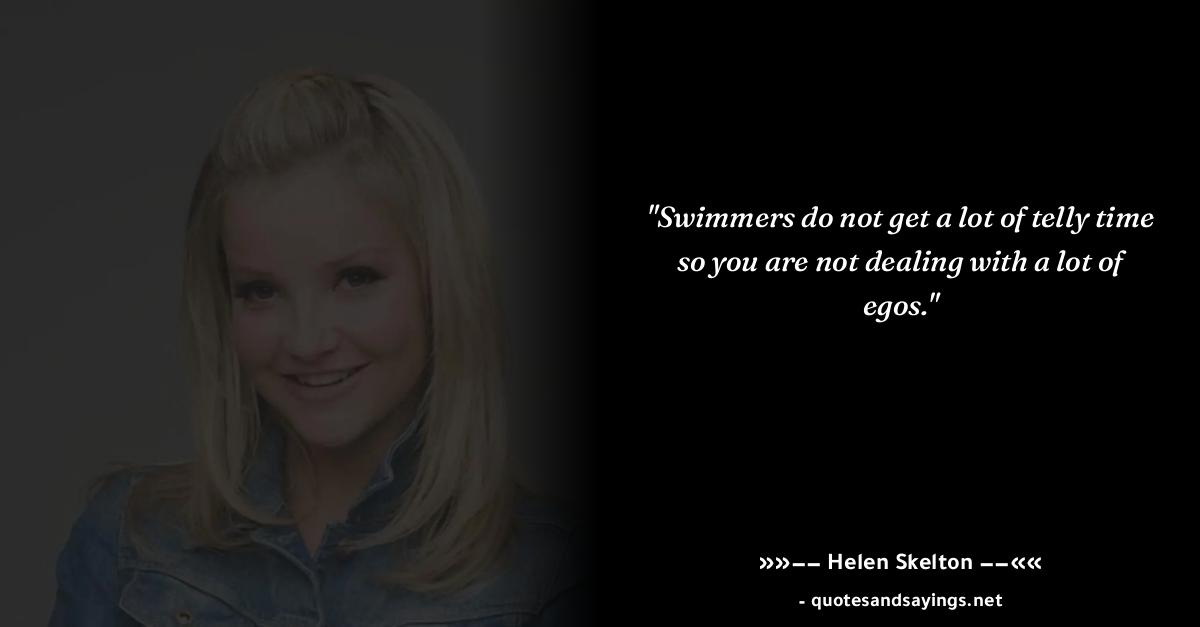 "Swimmers do not get a lot of telly time
so you are not dealing with a lot of
egos."
»»–– Helen Skelton ––««
- quotesandsayings.net